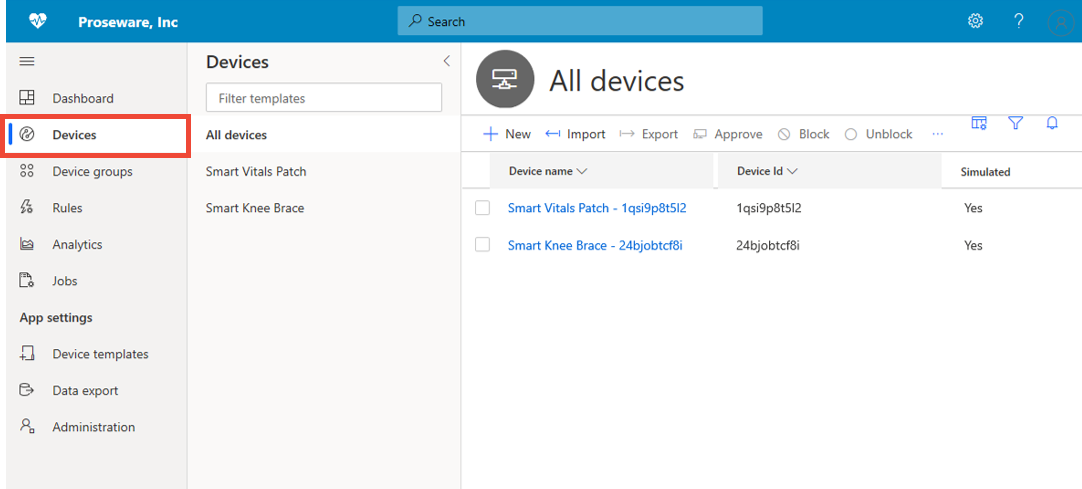 Proseware, Inc
Search
?
Dashboard
Devices
Device groups
Rules
Analytics
Jobs
App settings
Device templates
Data export
Administration
Devices
Filter templates
All devices
Smart Vitals Patch
Smart Knee Brace
All devices
New Import Export Approve Block Unblock ...
Device name Device Id Simulated
Smart Vitals Patch - 1qsi9p8t5l2 1qsi9p8t5l2 Yes
Smart Knee Brace - 24bjobtcf8i 24bjobtcf8i Yes